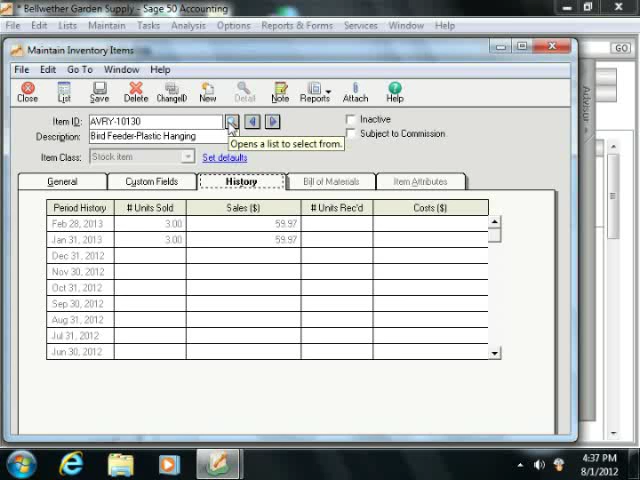 * Bellwether Garden Supply - Sage 50 Accounting
File Edit Lists Maintain Tasks Analysis Options Reports & Forms Services Window Help
GO
Maintain Inventory Items
File Edit Go To Window Help
Close List Save Delete ChangeID New Detail Note Reports Attach Help
Item ID: AVRY-10130
Inactive
Description: Bird Feeder-Plastic Hanging
Subject to Commission
Opens a list to select from.
Item Class: Stock item Set defaults
General Custom Fields History Bill of Materials Item Attributes
Period History # Units Sold Sales ($) # Units Rec'd Costs ($)
Feb 28, 2013 3.00 59.97
Jan 31, 2013 3.00 59.97
Dec 31, 2012
Nov 30, 2012
Oct 31, 2012
Sep 30, 2012
Aug 31, 2012
Jul 31, 2012
Jun 30, 2012
Advisor
4:37 PM
8/1/2012